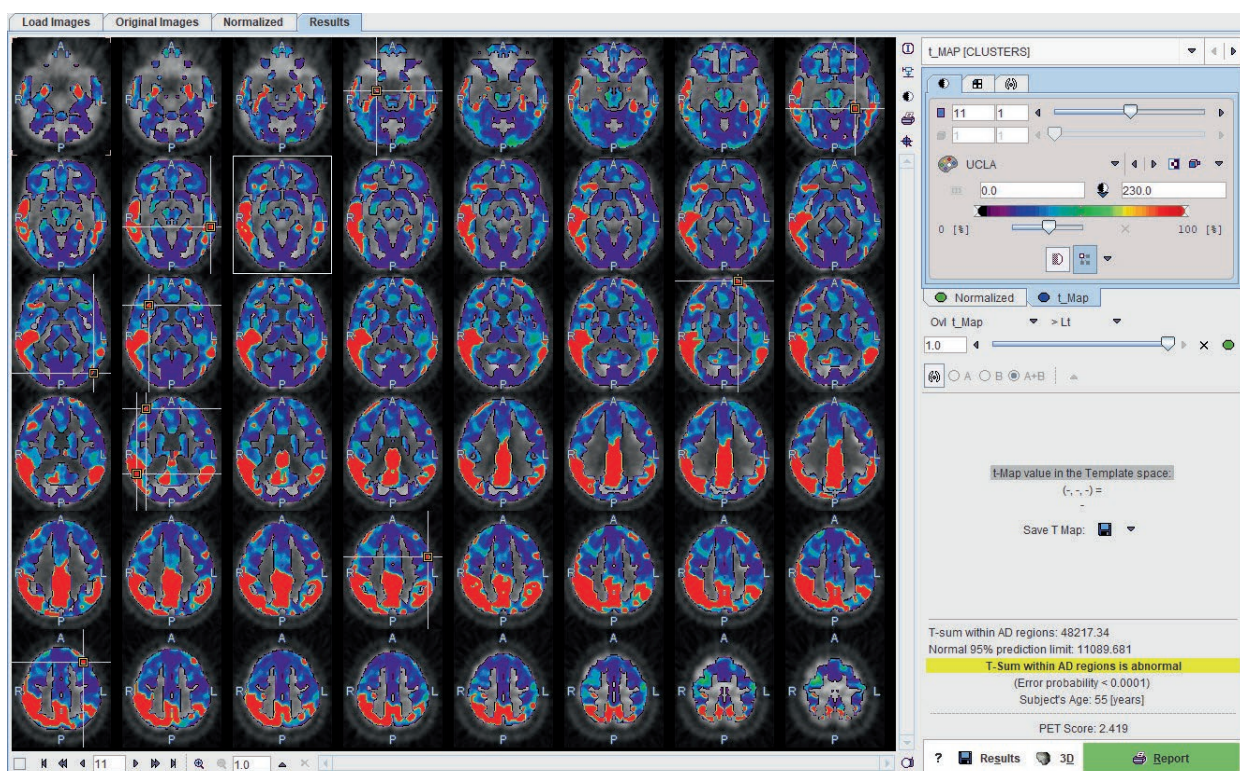 Load Images Original Images Normalized Results
t_MAP [CLUSTERS]
11 1
1 1
UCLA
0.0 230.0
0 [%] 100 [%]
Normalized t_Map
Ovl t_Map > Lt
1.0
A B A+B
t-Map value in the Template space:
(-, -, -) =
-
Save T Map:
T-sum within AD regions: 48217.34
Normal 95% prediction limit: 11089.681
T-Sum within AD regions is abnormal
(Error probability < 0.0001)
Subject's Age: 55 [years]
PET Score: 2.419
? Results 3D Report
11 1.0
A A A A A A A A
R L R L R L R L R L R L R L R L
P P P P P P P P
A A A A A A A A
R L R L R L R L R L R L R L R L
P P P P P P P P
A A A A A A A A
R L R L R L R L R L R L R L R L
P P P P P P P P
A A A A A A A A
R L R L R L R L R L R L R L R L
P P P P P P P P
A A A A A A A A
R L R L R L R L R L R L R L R L
P P P P P P P P
A A A A A A A A
R L R L R L R L R L R L R L R L
P P P P P P P P